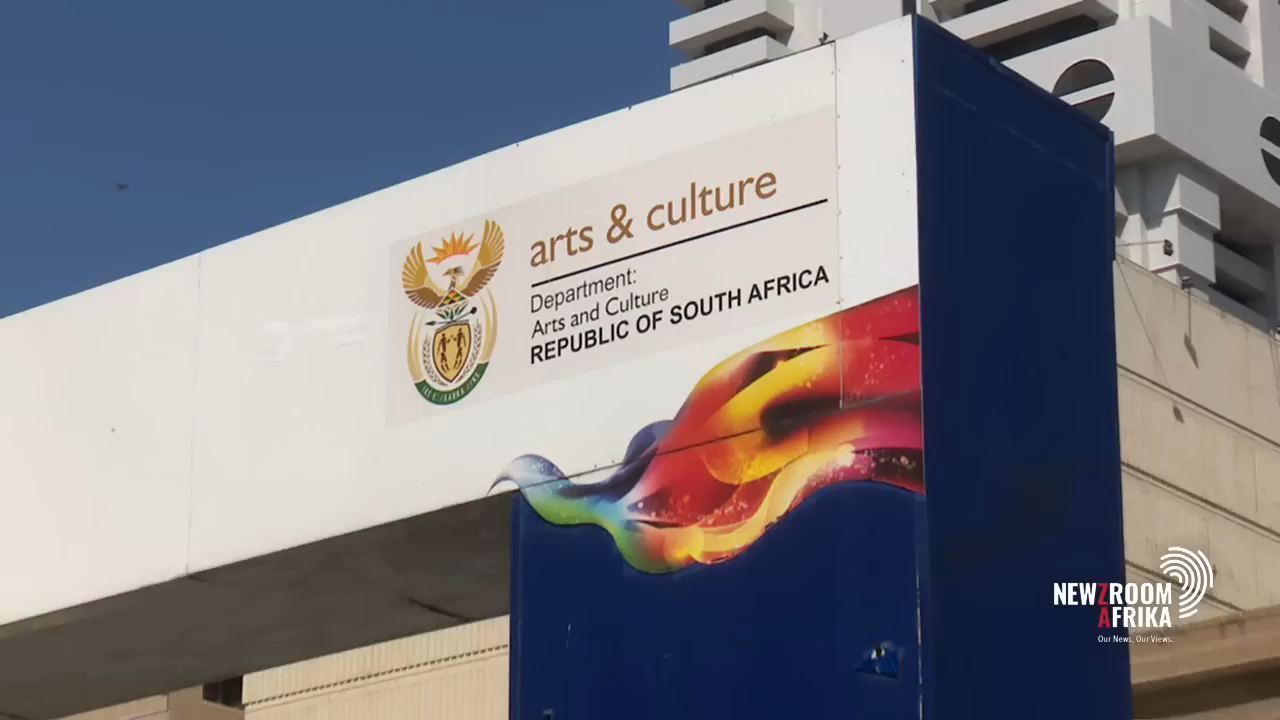 arts & culture
Department:
Arts and Culture
REPUBLIC OF SOUTH AFRICA
NEWZROOM
AFRIKA
Our News, Our Views.